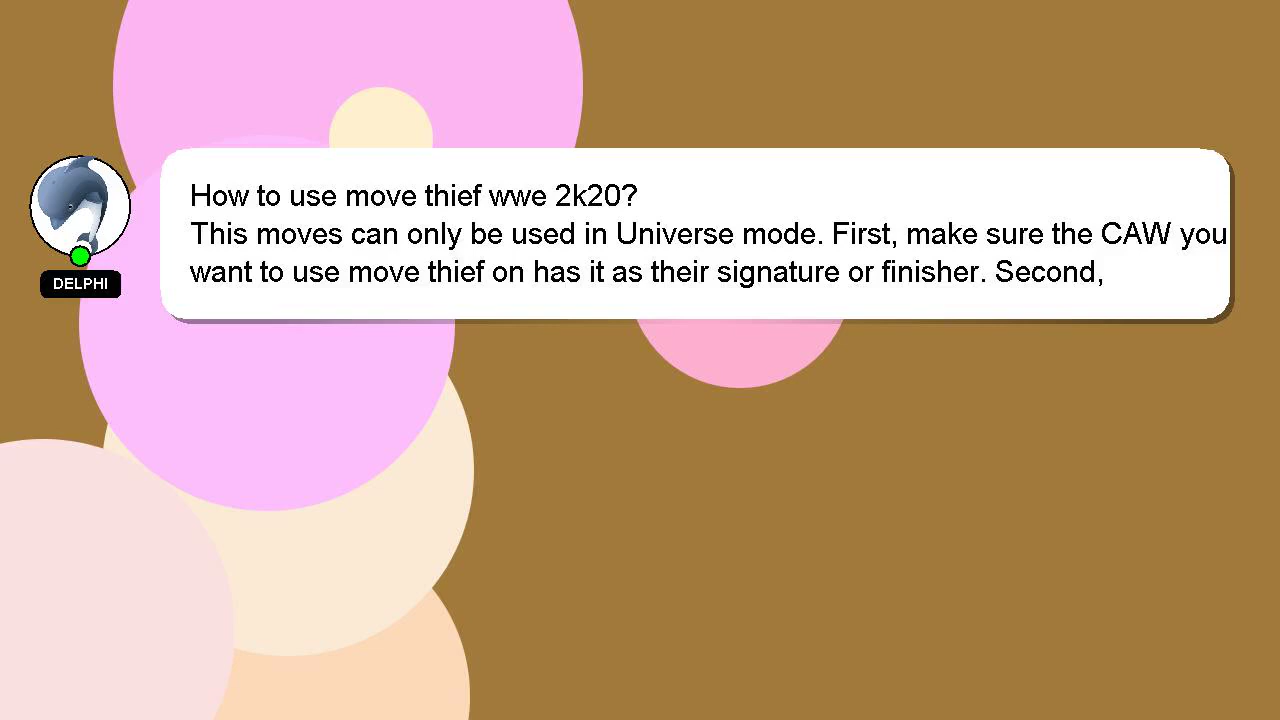 How to use move thief wwe 2k20?
This moves can only be used in Universe mode. First, make sure the CAW you
want to use move thief on has it as their signature or finisher. Second,
DELPHI